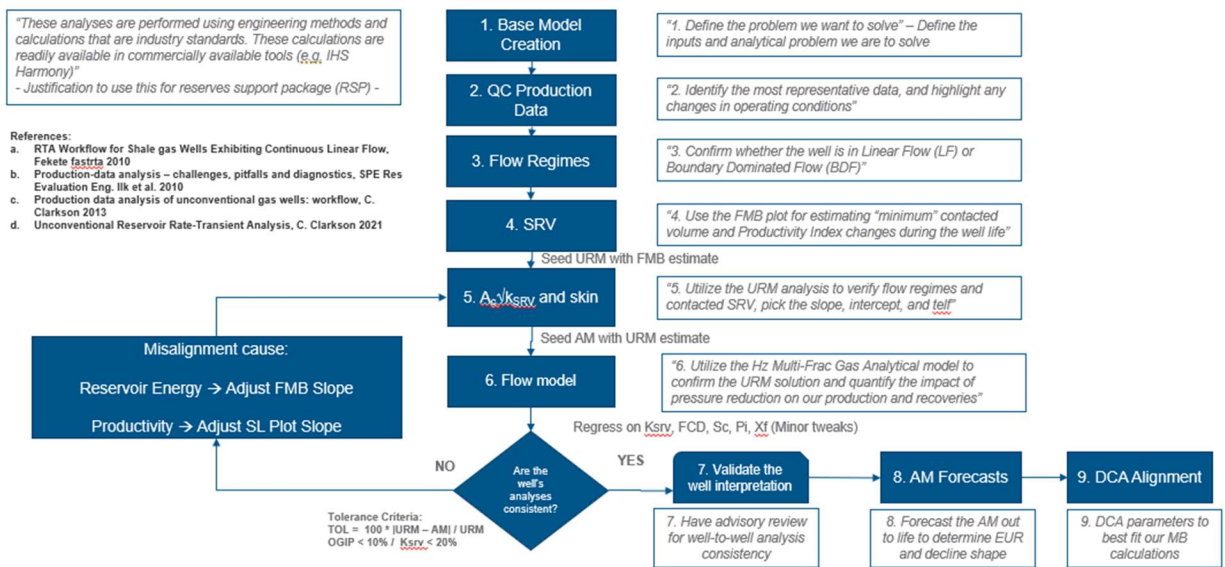 “These analyses are performed using engineering methods and
calculations that are industry standards. These calculations are
readily available in commercially available tools (e.g. IHS
Harmony)”
- Justification to use this for reserves support package (RSP) -
References:
a. RTA Workflow for Shale gas Wells Exhibiting Continuous Linear Flow,
Fekete fastrta 2010
b. Production-data analysis – challenges, pitfalls and diagnostics, SPE Res
Evaluation Eng. Ilk et al. 2010
c. Production data analysis of unconventional gas wells: workflow, C.
Clarkson 2013
d. Unconventional Reservoir Rate-Transient Analysis, C. Clarkson 2021
1. Base Model
Creation
“1. Define the problem we want to solve” – Define the
inputs and analytical problem we are to solve
2. QC Production
Data
“2. Identify the most representative data, and highlight any
changes in operating conditions”
3. Flow Regimes
“3. Confirm whether the well is in Linear Flow (LF) or
Boundary Dominated Flow (BDF)”
4. SRV
“4. Use the FMB plot for estimating “minimum” contacted
volume and Productivity Index changes during the well life”
Seed URM with FMB estimate
5. Ac√kSRV and skin
“5. Utilize the URM analysis to verify flow regimes and
contacted SRV, pick the slope, intercept, and telf”
Seed AM with URM estimate
6. Flow model
“6. Utilize the Hz Multi-Frac Gas Analytical model to
confirm the URM solution and quantify the impact of
pressure reduction on our production and recoveries”
Regress on Ksrv, FCD, Sc, Pi, Xf (Minor tweaks)
Misalignment cause:
Reservoir Energy → Adjust FMB Slope
Productivity → Adjust SL Plot Slope
NO
Are the
well’s
analyses
consistent?
YES
Tolerance Criteria:
TOL = 100 * |URM – AM| / URM
OGIP < 10% / Ksrv < 20%
7. Validate the
well interpretation
8. AM Forecasts
9. DCA Alignment
7. Have advisory review
for well-to-well analysis
consistency
8. Forecast the AM out
to life to determine EUR
and decline shape
9. DCA parameters to
best fit our MB
calculations